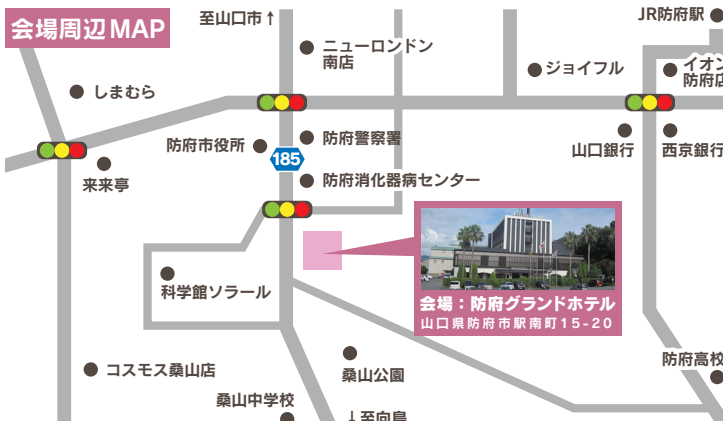 会場周辺MAP
至山口市↑
JR防府駅
ニューロンドン
南店
ジョイフル
イオン
防府店
しまむら
防府市役所
防府警察署
山口銀行
西京銀行
185
来来亭
防府消化器病センター
科学館ソラール
会場：防府グランドホテル
山口県防府市駅南町15-20
コスモス桑山店
桑山公園
防府高校
桑山中学校
↓至向島